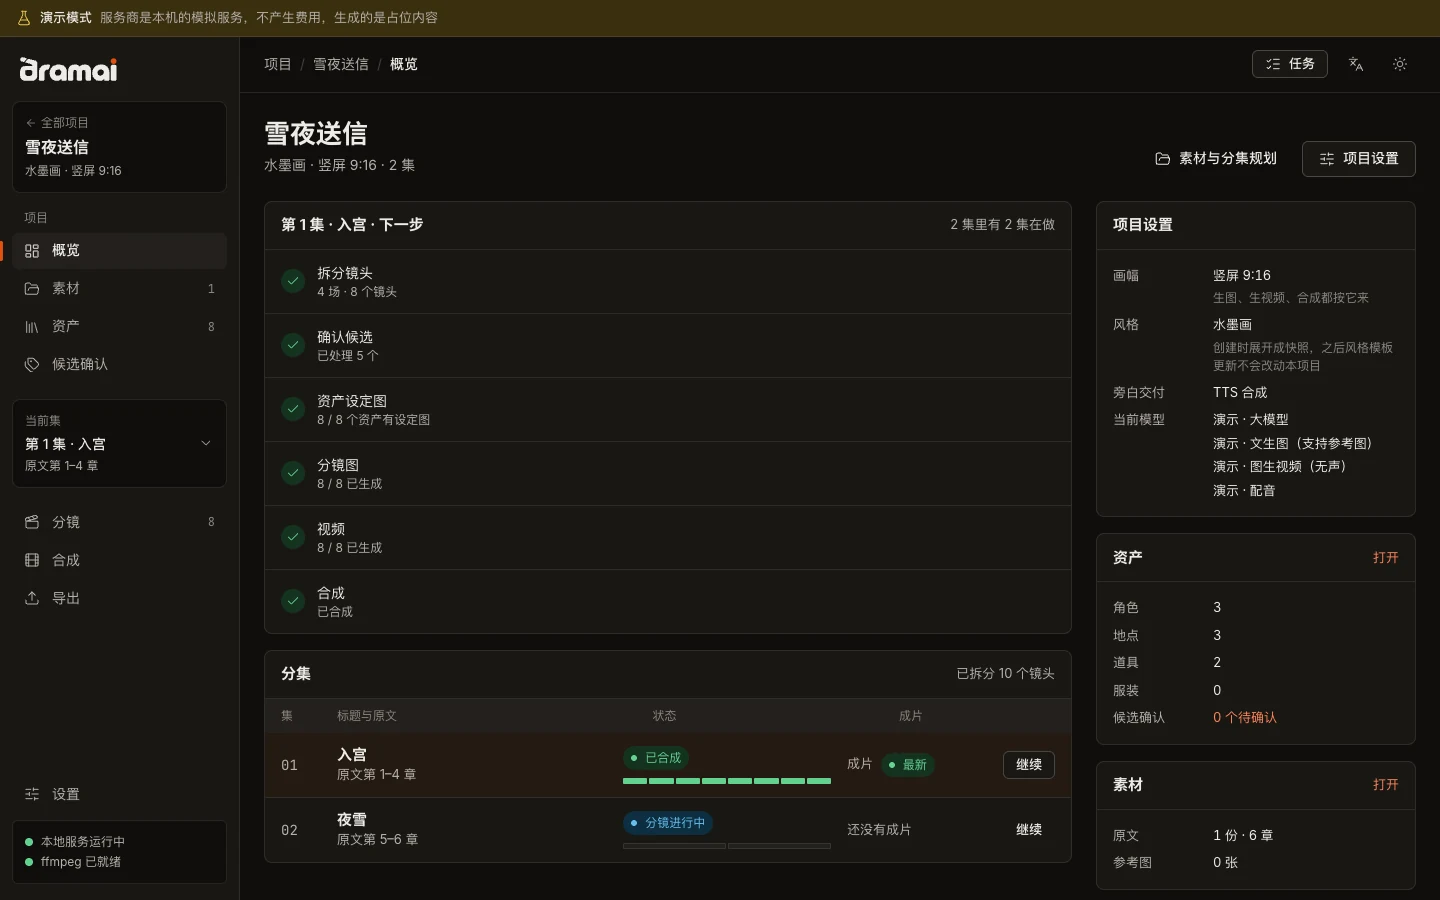 演示模式 服务商是本机的模拟服务，不产生费用，生成的是占位内容
aramai
项目 / 雪夜送信 / 概览
任务
← 全部项目
雪夜送信
水墨画 · 竖屏 9:16
项目
概览
素材 1
资产 8
候选确认
当前集
第 1 集 · 入宫
原文第 1–4 章
分镜 8
合成
导出
设置
本地服务运行中
ffmpeg 已就绪
雪夜送信
水墨画 · 竖屏 9:16 · 2 集
素材与分集规划
项目设置
第 1 集 · 入宫 · 下一步
2 集里有 2 集在做
拆分镜头
4 场 · 8 个镜头
确认候选
已处理 5 个
资产设定图
8 / 8 个资产有设定图
分镜图
8 / 8 已生成
视频
8 / 8 已生成
合成
已合成
分集
已拆分 10 个镜头
集 标题与原文 状态 成片
01 入宫 已合成 成片 最新 继续
原文第 1–4 章
02 夜雪 分镜进行中 还没有成片 继续
原文第 5–6 章
项目设置
画幅 竖屏 9:16
生图、生视频、合成都按它来
风格 水墨画
创建时展开成快照，之后风格模板
更新不会改动本项目
旁白交付 TTS 合成
当前模型 演示 · 大模型
演示 · 文生图（支持参考图）
演示 · 图生视频（无声）
演示 · 配音
资产 打开
角色 3
地点 3
道具 2
服装 0
候选确认 0 个待确认
素材 打开
原文 1 份 · 6 章
参考图 0 张